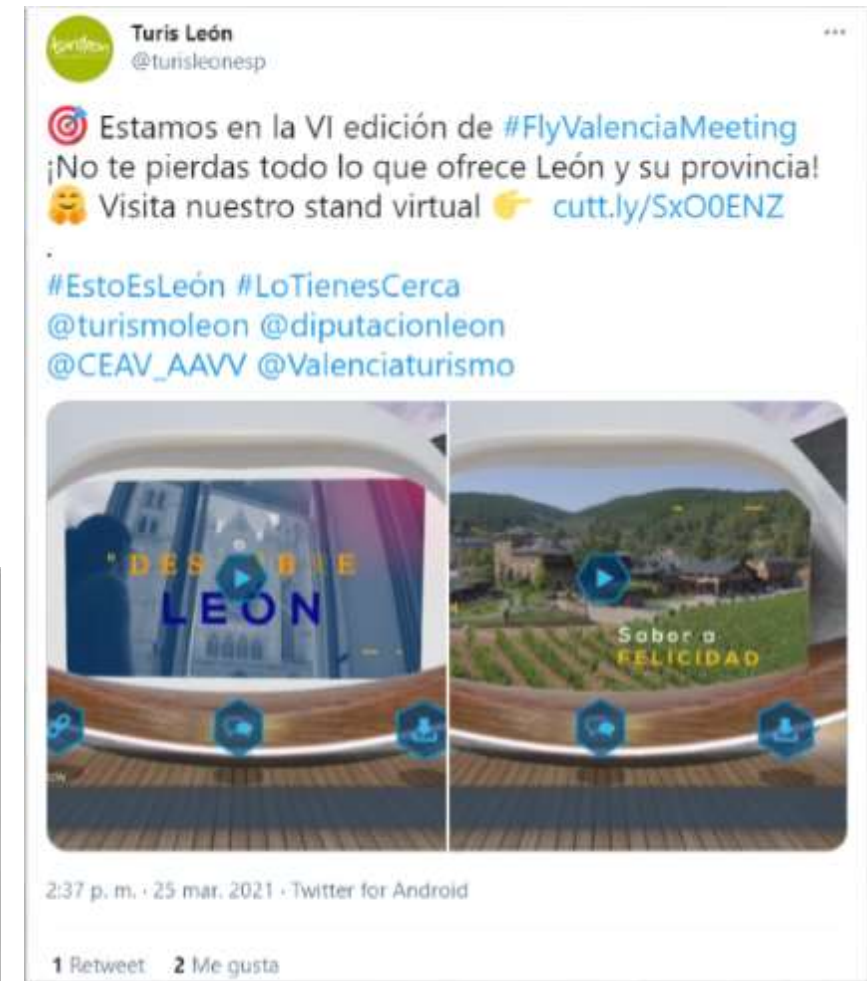 turisleon
Turis León
@turisleonesp
🎯 Estamos en la VI edición de #FlyValenciaMeeting
¡No te pierdas todo lo que ofrece León y su provincia!
🤗 Visita nuestro stand virtual 👉 cutt.ly/SxO0ENZ
.
#EstoEsLeón #LoTienesCerca
@turismoleon @diputacionleon
@CEAV_AAVV @Valenciaturismo
LEÓN
Sabor a
FELICIDAD
2:37 p. m. · 25 mar. 2021 · Twitter for Android
1 Retweet 2 Me gusta